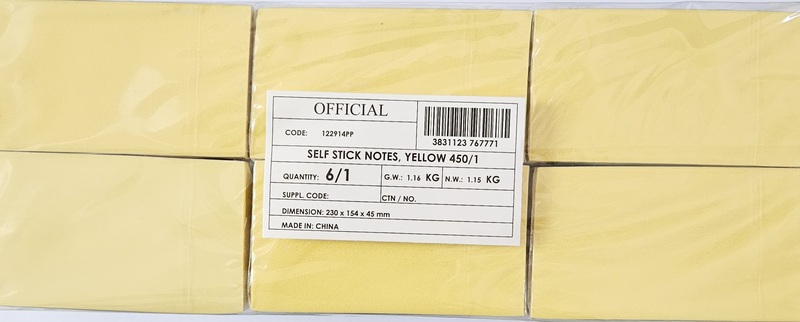 OFFICIAL
CODE: 122914PP
3831123 767771
SELF STICK NOTES, YELLOW 450/1
QUANTITY: 6/1 G.W.: 1.16 KG N.W.: 1.15 KG
SUPPL. CODE: CTN / NO.
DIMENSION: 230 x 154 x 45 mm
MADE IN: CHINA